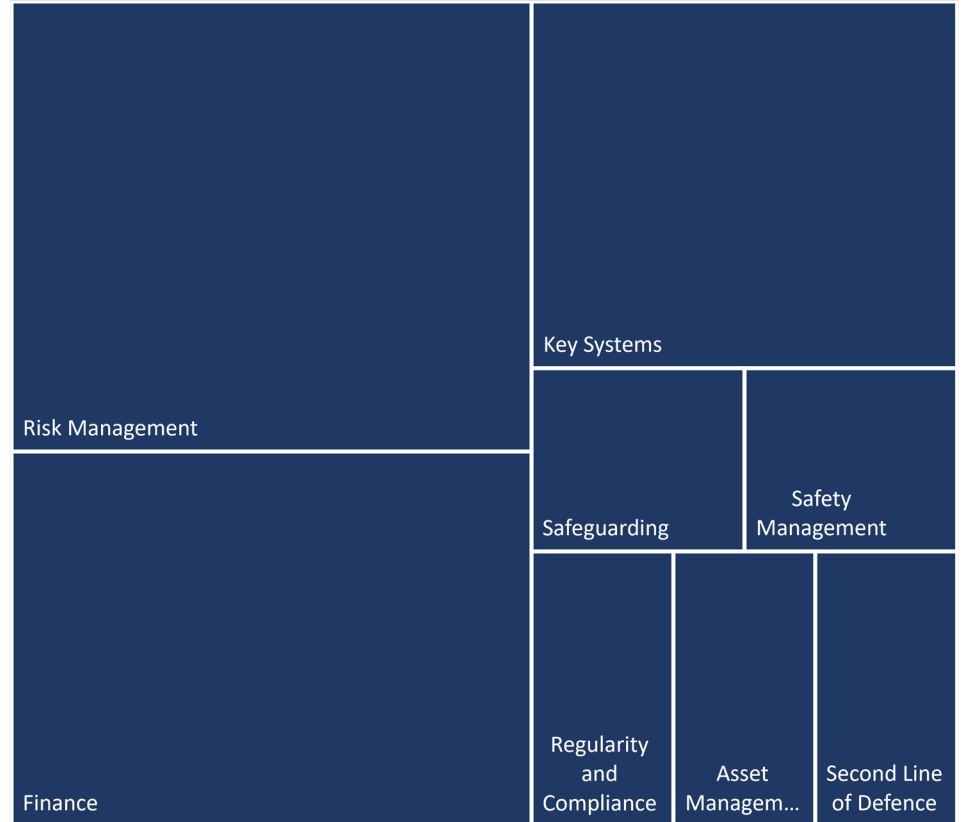 Risk Management
Key Systems
Safeguarding
Safety
Management
Finance
Regularity
and
Compliance
Asset
Managem...
Second Line
of Defence